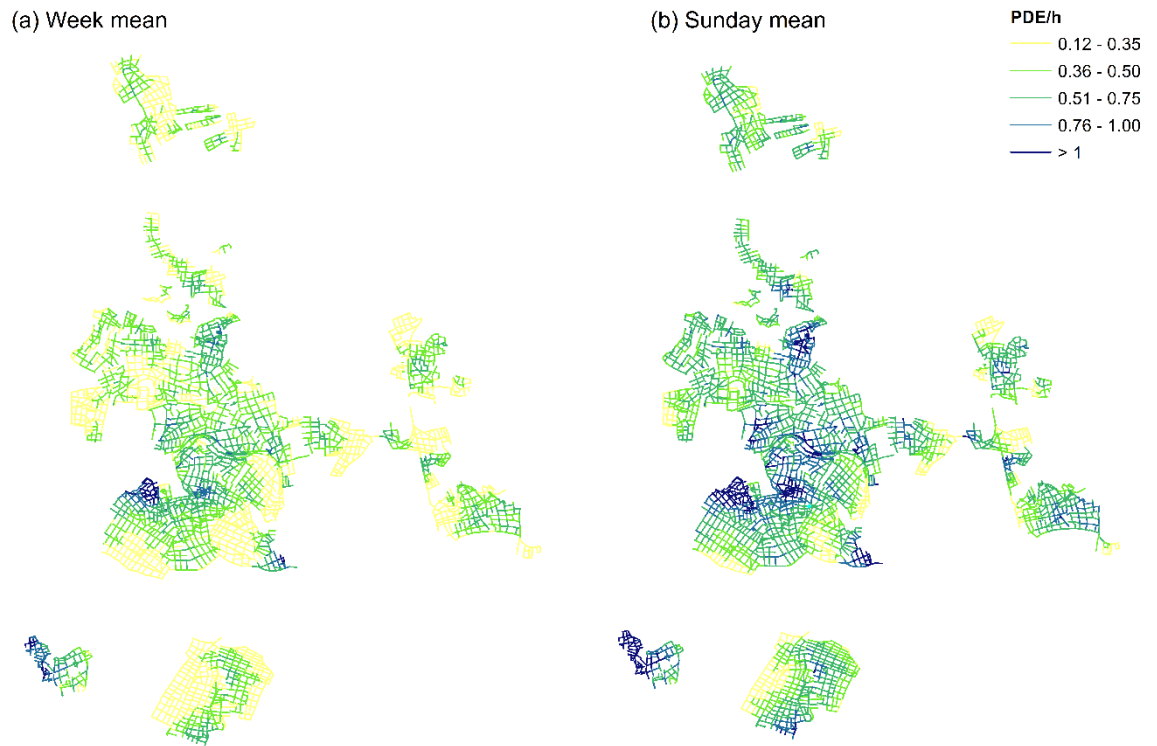 (a) Week mean
(b) Sunday mean
PDE/h
0.12 - 0.35
0.36 - 0.50
0.51 - 0.75
0.76 - 1.00
> 1